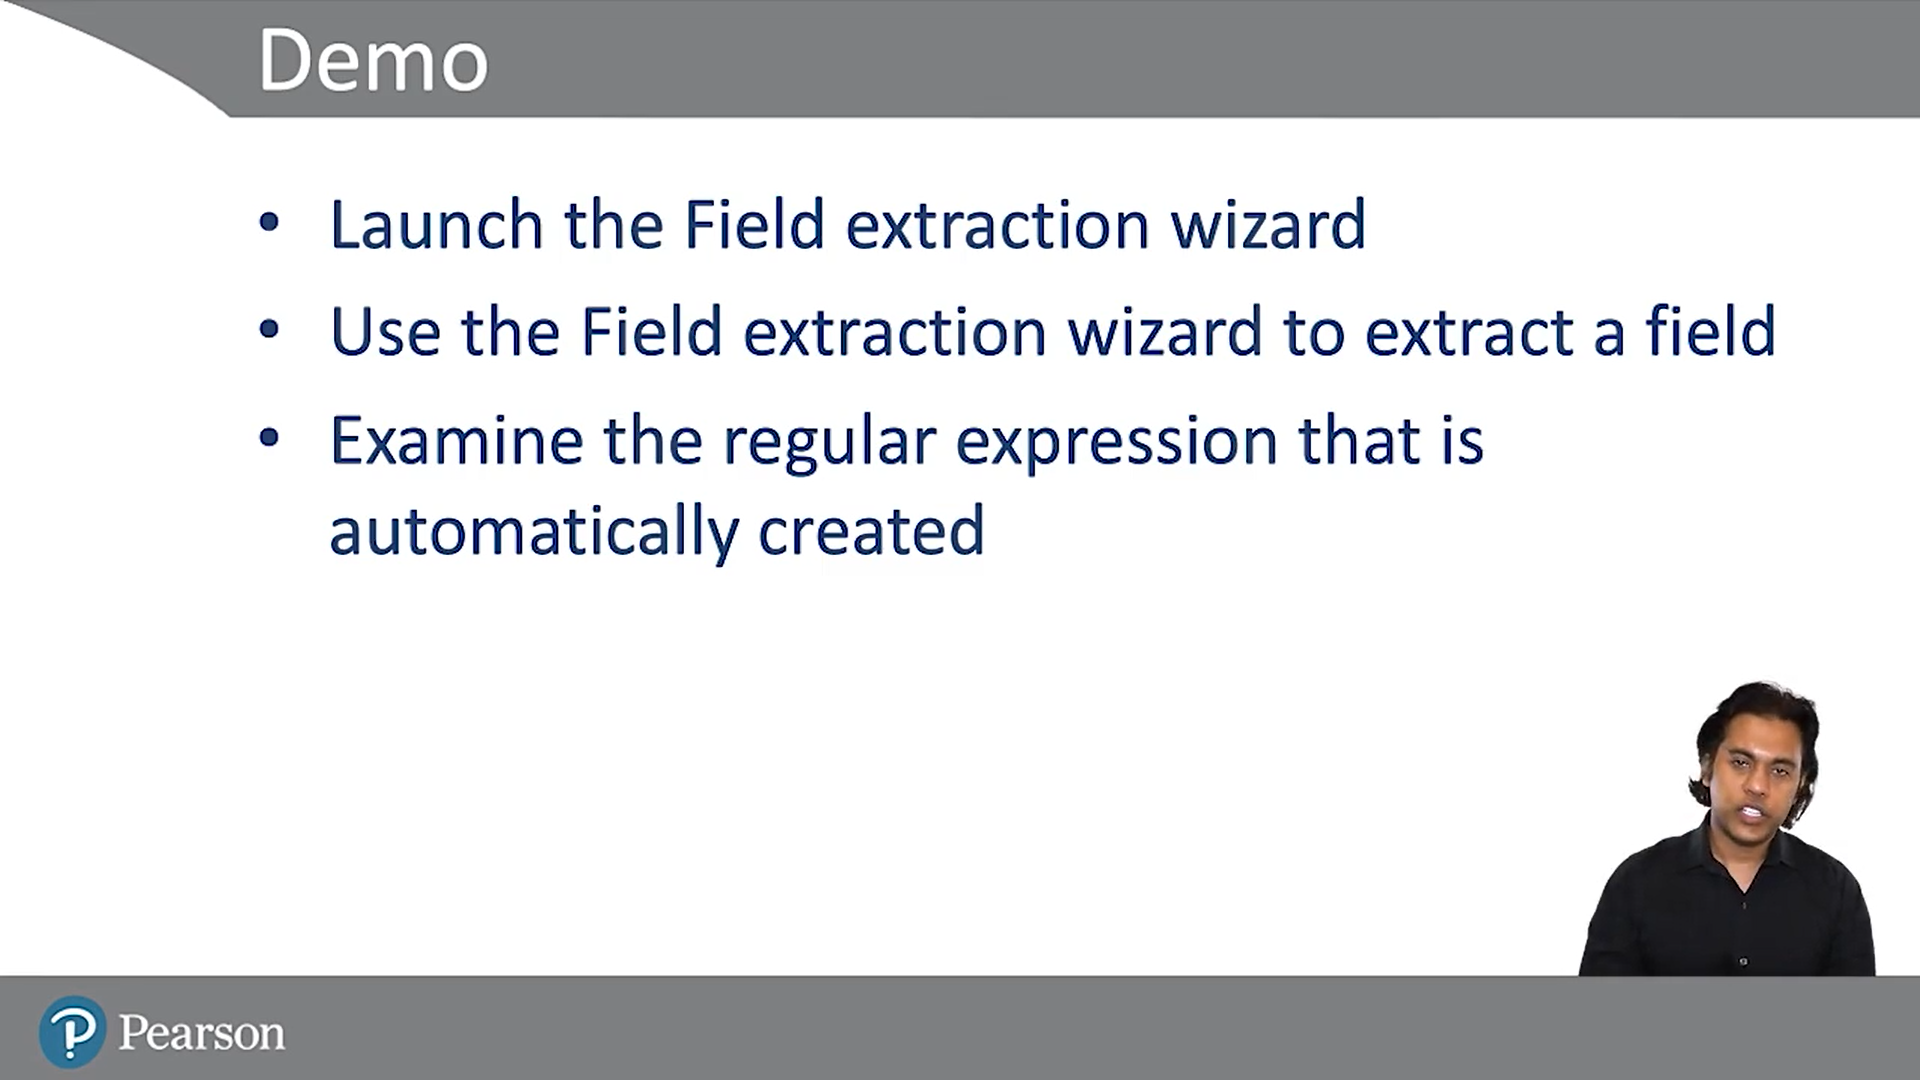 Demo
• Launch the Field extraction wizard
• Use the Field extraction wizard to extract a field
• Examine the regular expression that is
automatically created
Pearson